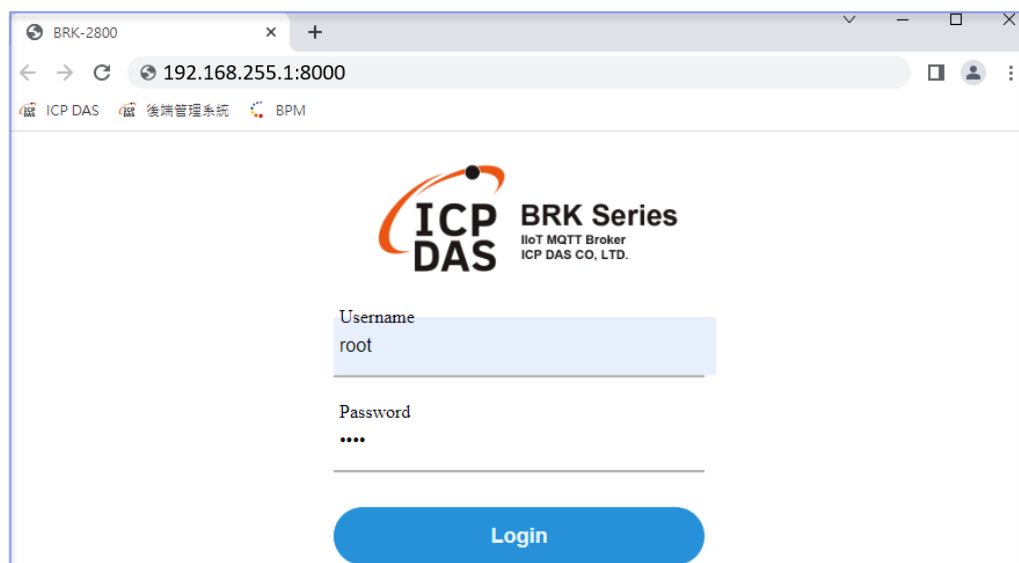 BRK-2800
192.168.255.1:8000
ICP DAS 後端管理系統 BPM
ICP DAS
BRK Series
IIoT MQTT Broker
ICP DAS CO, LTD.
Username
root
Password
••••
Login